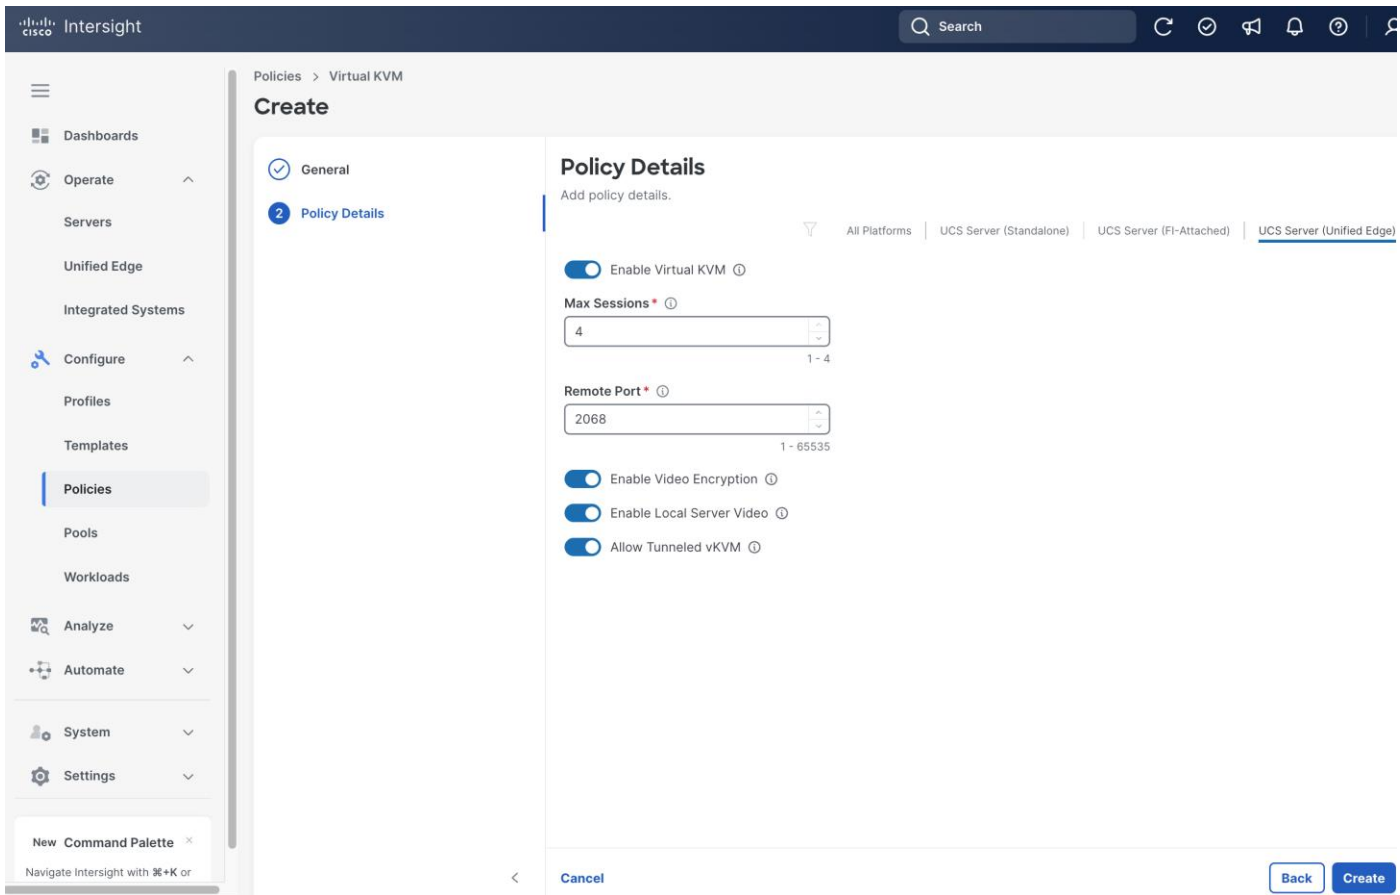 cisco Intersight
Search
Dashboards
Operate
Servers
Unified Edge
Integrated Systems
Configure
Profiles
Templates
Policies
Pools
Workloads
Analyze
Automate
System
Settings
New Command Palette
Navigate Intersight with ⌘+K or
Policies > Virtual KVM
Create
General
2 Policy Details
Policy Details
Add policy details.
All Platforms UCS Server (Standalone) UCS Server (FI-Attached) UCS Server (Unified Edge)
Enable Virtual KVM
Max Sessions *
4
1 - 4
Remote Port *
2068
1 - 65535
Enable Video Encryption
Enable Local Server Video
Allow Tunneled vKVM
Cancel
Back Create